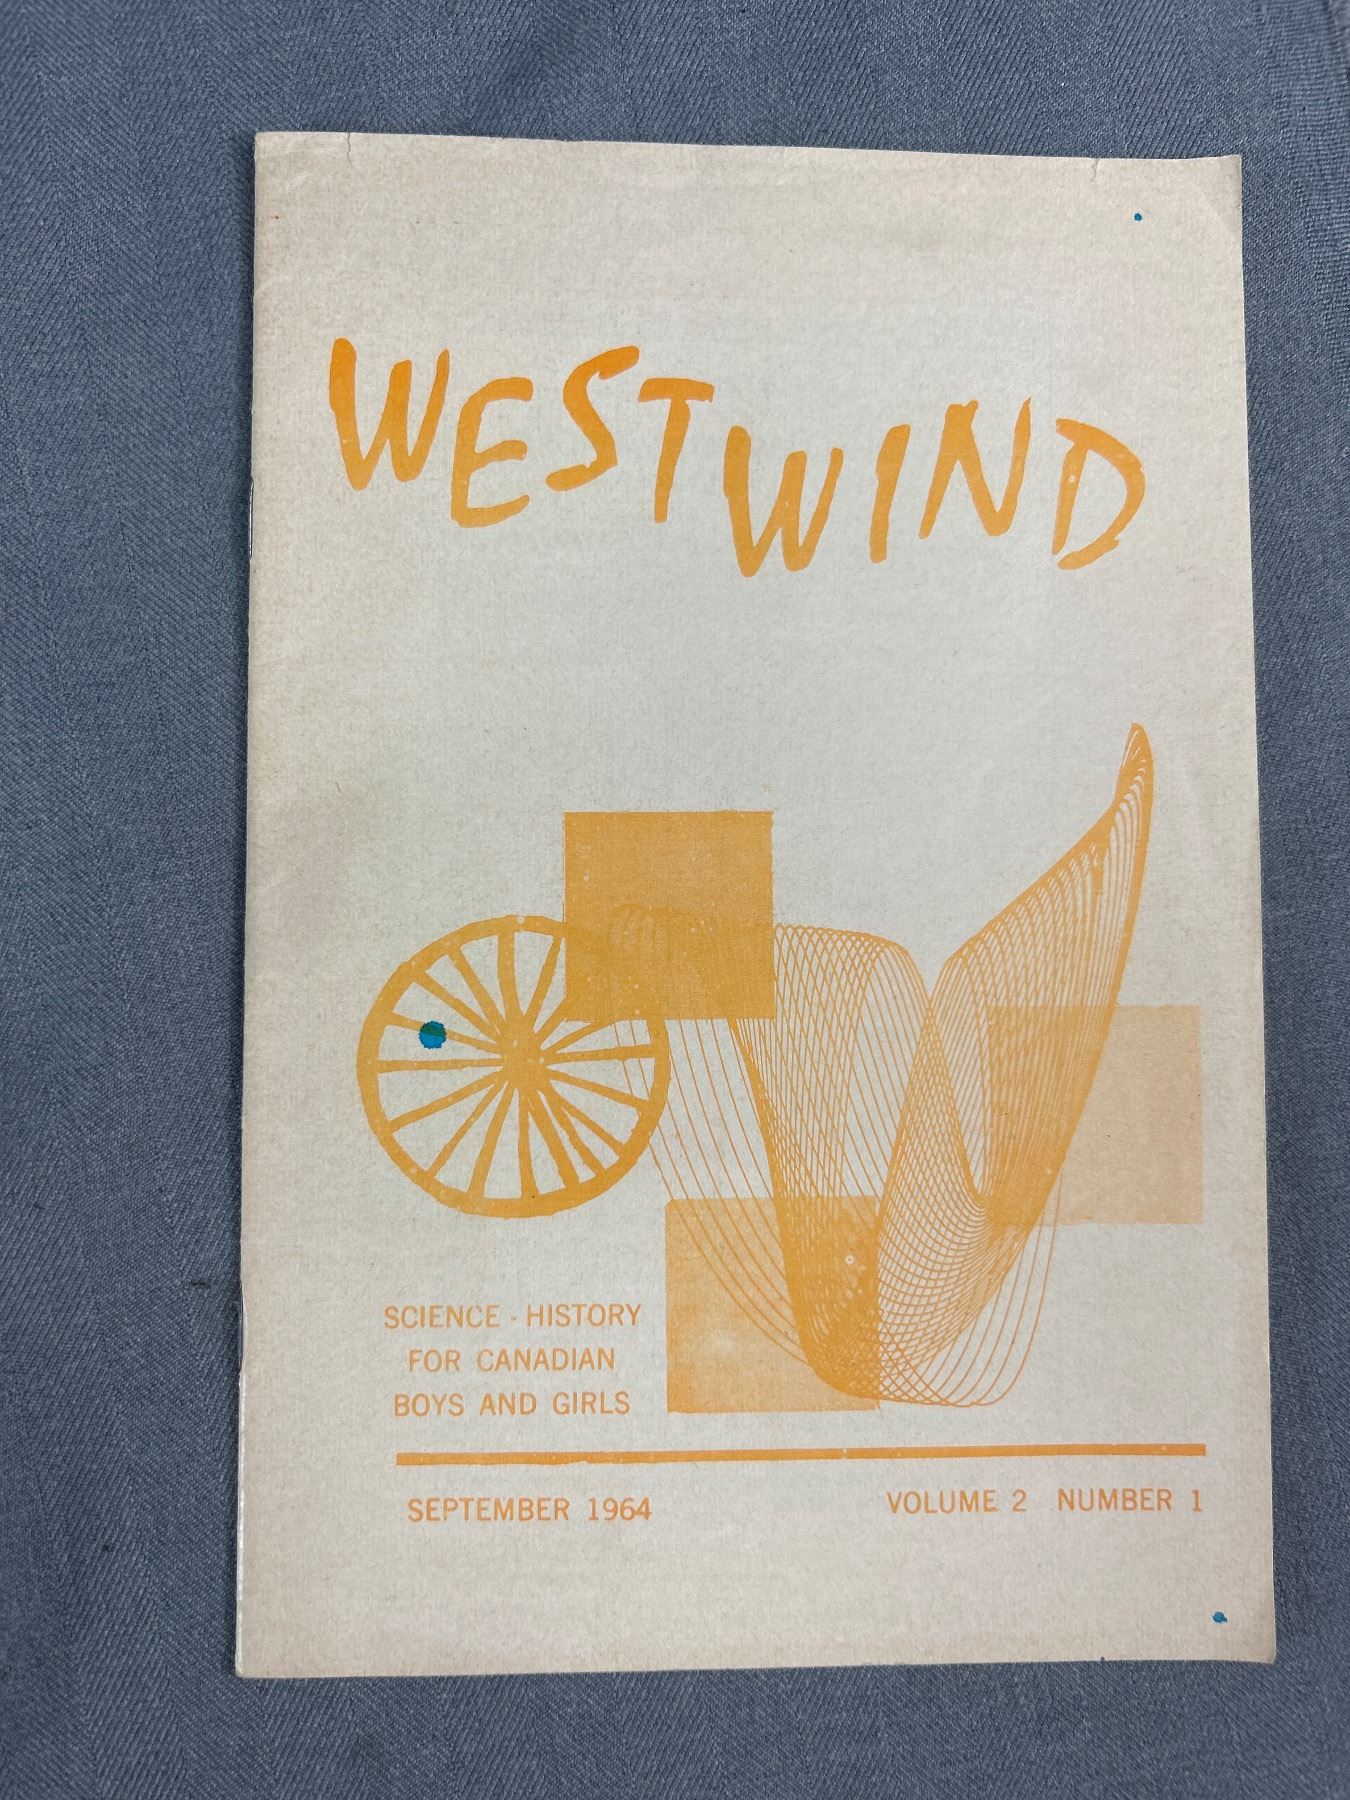 WESTWIND
SCIENCE - HISTORY
FOR CANADIAN
BOYS AND GIRLS
SEPTEMBER 1964 VOLUME 2 NUMBER 1